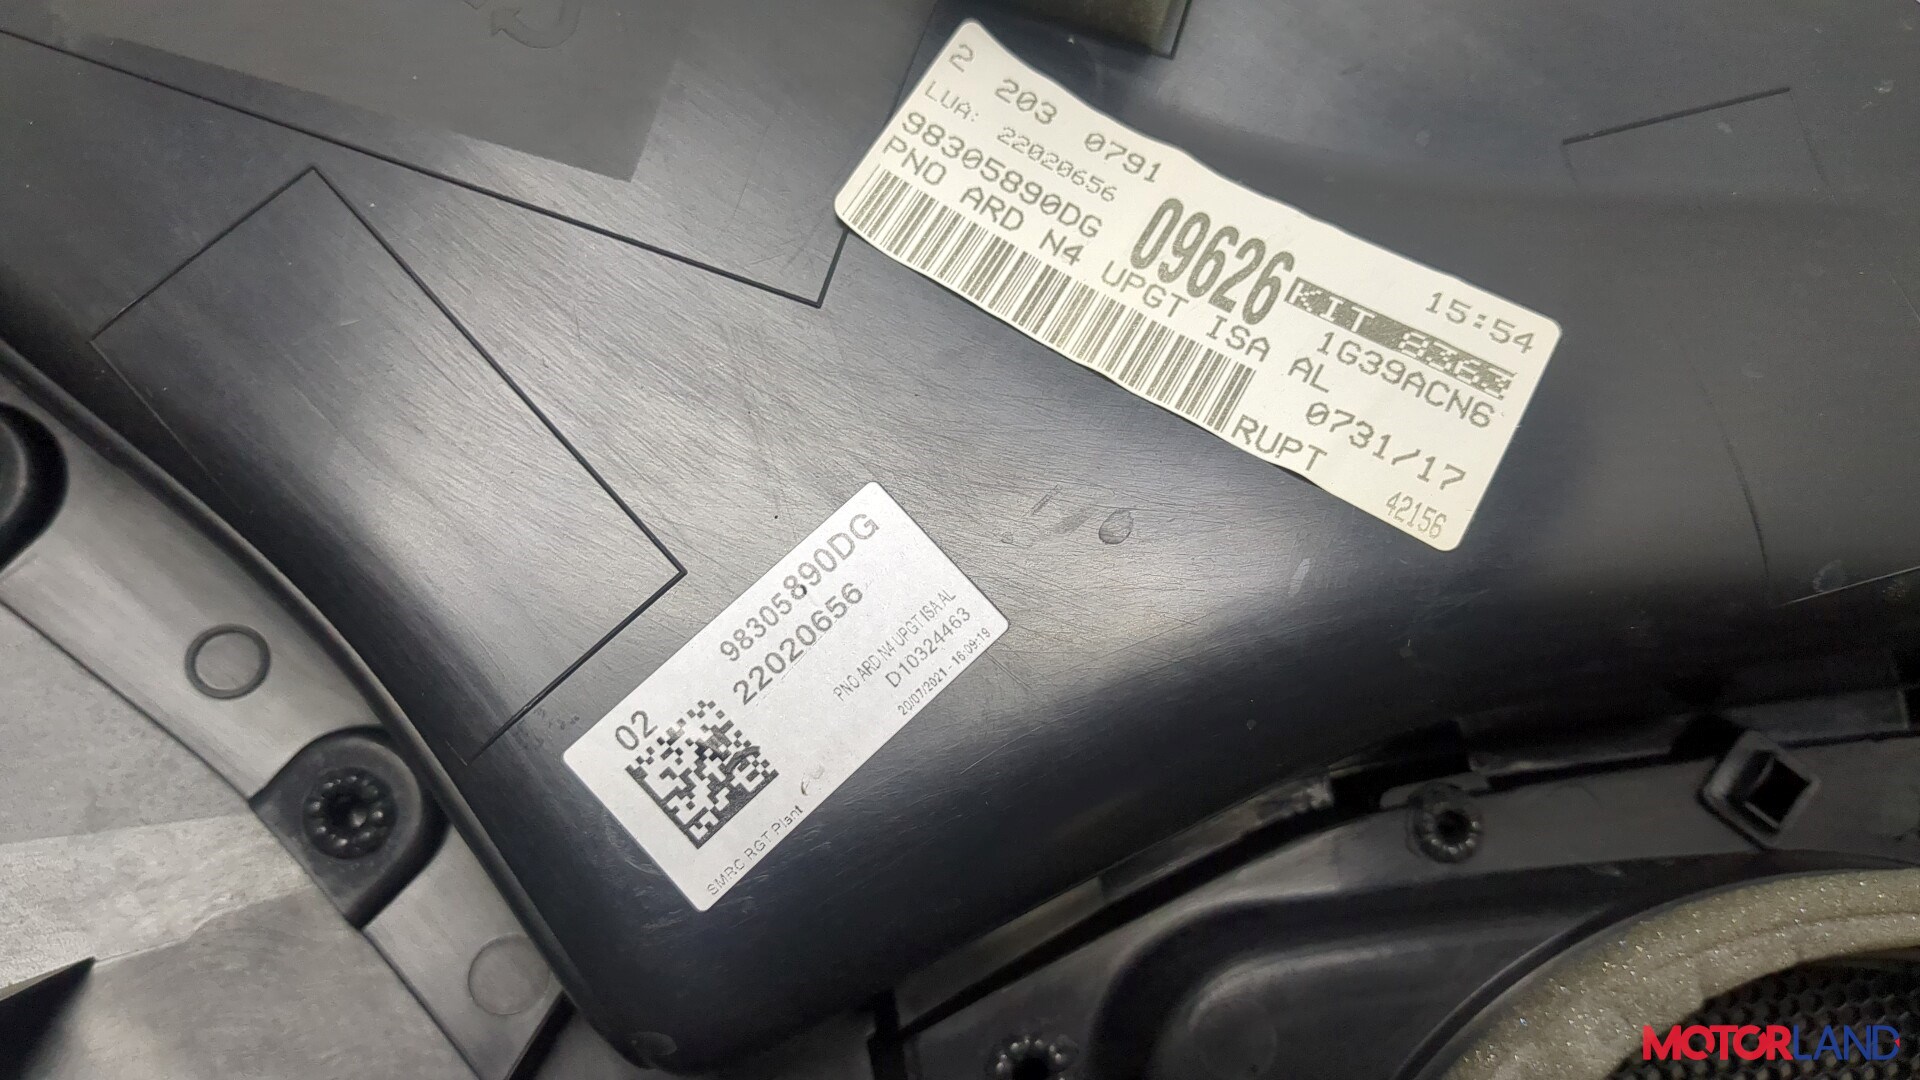 2 203 0791
LUA: 22020656
98305890DG
09626
15:54
1G39ACN6
PNO ARD N4 UPGT ISA AL
0731/17
RUPT
42156
KIT
98305890DG
22020656
PNO ARD N4 UPGT ISA AL
D10324463
20/07/2021 - 16:09:19
02
SMRC RGT Plant
MOTORLAND